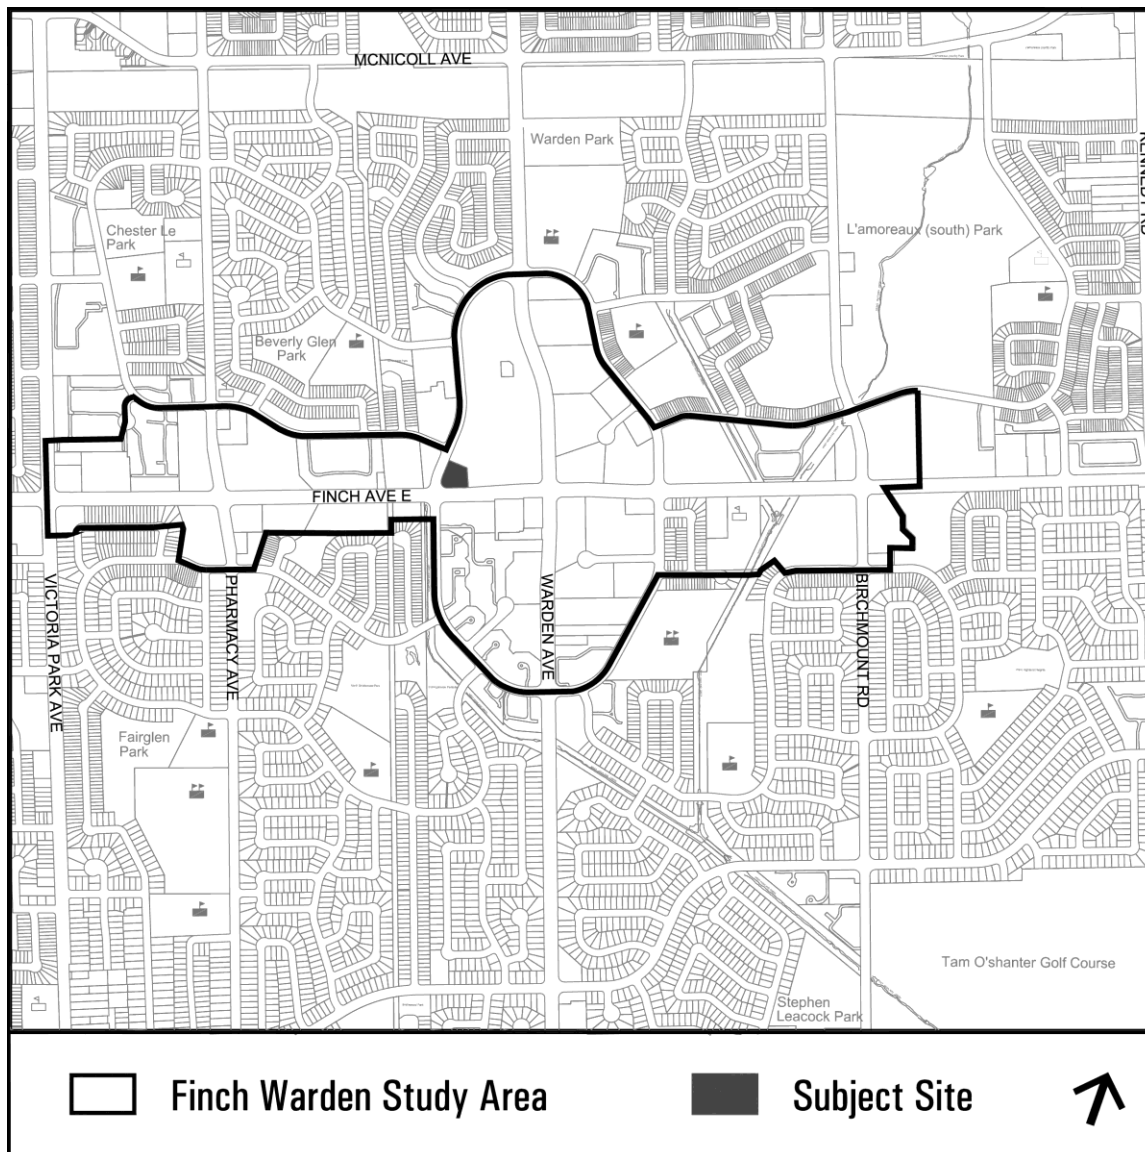 MCNICOLL AVE
Warden Park
KENNEDY RD
Chester Le
Park
L'amoreaux (south) Park
Beverly Glen
Park
FINCH AVE E
VICTORIA PARK AVE
PHARMACY AVE
WARDEN AVE
BIRCHMOUNT RD
Fairglen
Park
Tam O'shanter Golf Course
Stephen
Leacock Park
Finch Warden Study Area
Subject Site